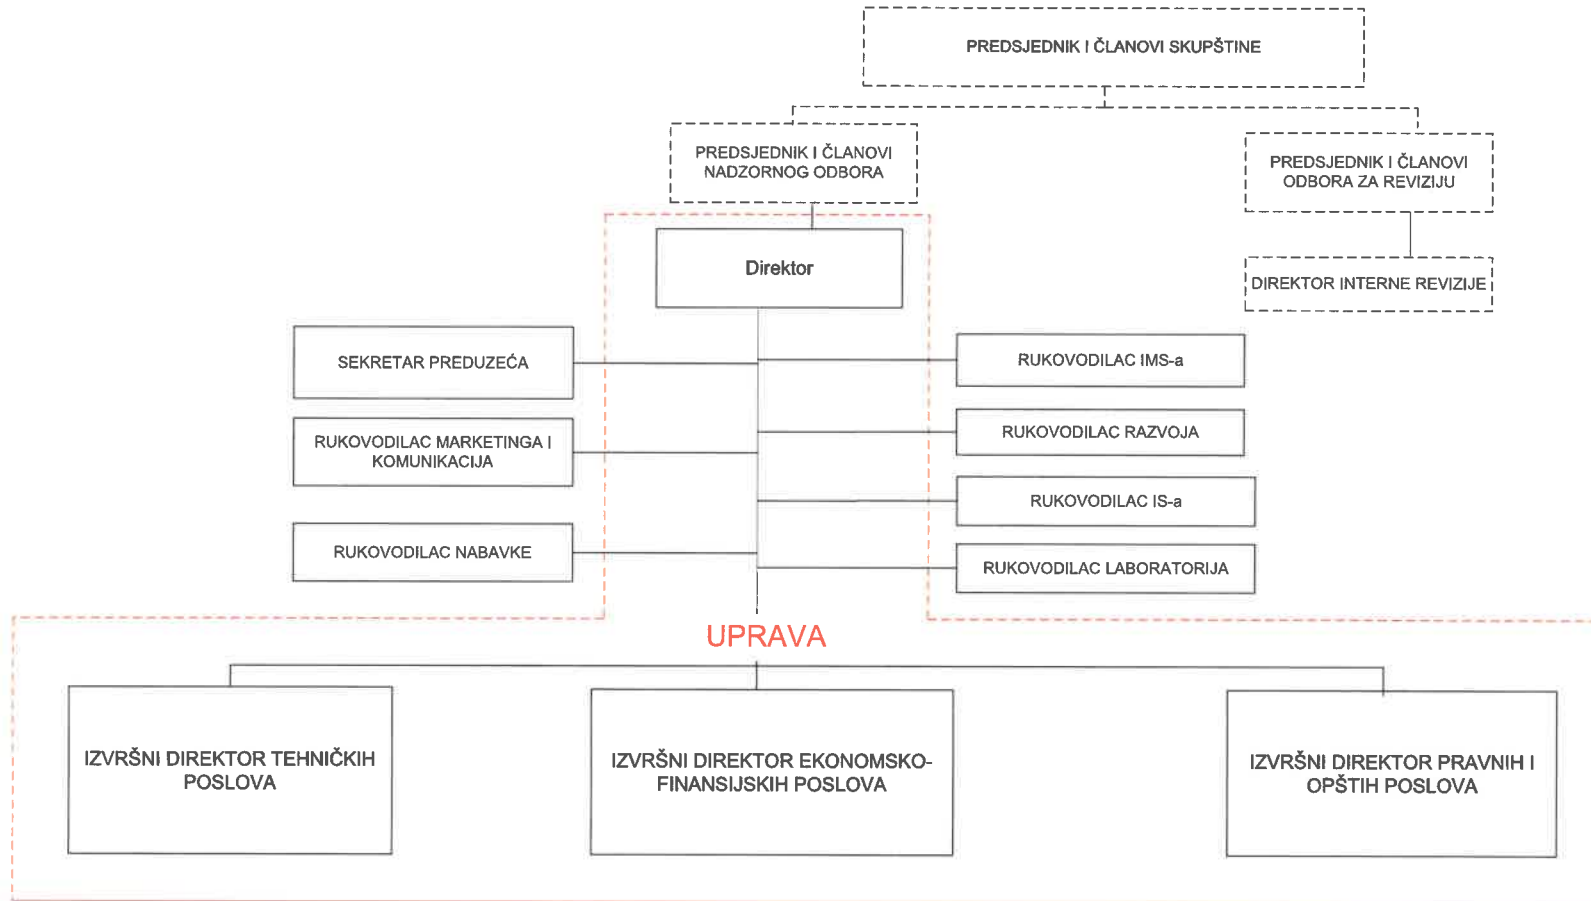 PREDSJEDNIK I ČLANOVI SKUPŠTINE
PREDSJEDNIK I ČLANOVI
NADZORNOG ODBORA
PREDSJEDNIK I ČLANOVI
ODBORA ZA REVIZIJU
Direktor
DIREKTOR INTERNE REVIZIJE
SEKRETAR PREDUZEĆA
RUKOVODILAC IMS-a
RUKOVODILAC MARKETINGA I
KOMUNIKACIJA
RUKOVODILAC RAZVOJA
RUKOVODILAC IS-a
RUKOVODILAC NABAVKE
RUKOVODILAC LABORATORIJA
UPRAVA
IZVRŠNI DIREKTOR TEHNIČKIH
POSLOVA
IZVRŠNI DIREKTOR EKONOMSKO-
FINANSIJSKIH POSLOVA
IZVRŠNI DIREKTOR PRAVNIH I
OPŠTIH POSLOVA